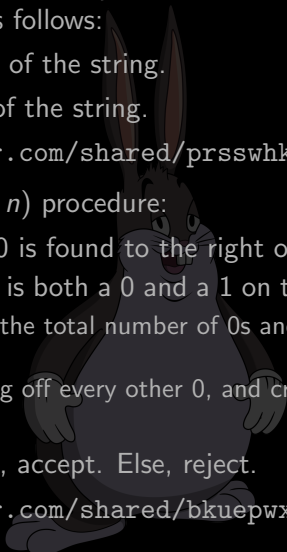 s follows:
of the string.
of the string.
r.com/shared/prsswhk
n) procedure:
0 is found to the right o
is both a 0 and a 1 on t
the total number of 0s an
g off every other 0, and c
, accept. Else, reject.
r.com/shared/bkuepwx